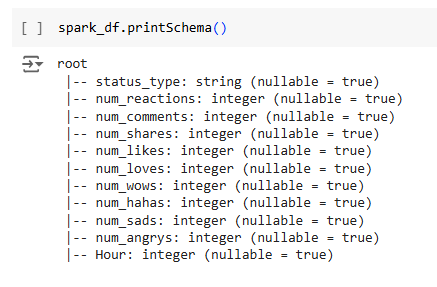 [ ] spark_df.printSchema()
root
|-- status_type: string (nullable = true)
|-- num_reactions: integer (nullable = true)
|-- num_comments: integer (nullable = true)
|-- num_shares: integer (nullable = true)
|-- num_likes: integer (nullable = true)
|-- num_loves: integer (nullable = true)
|-- num_wows: integer (nullable = true)
|-- num_hahas: integer (nullable = true)
|-- num_sads: integer (nullable = true)
|-- num_angrys: integer (nullable = true)
|-- Hour: integer (nullable = true)